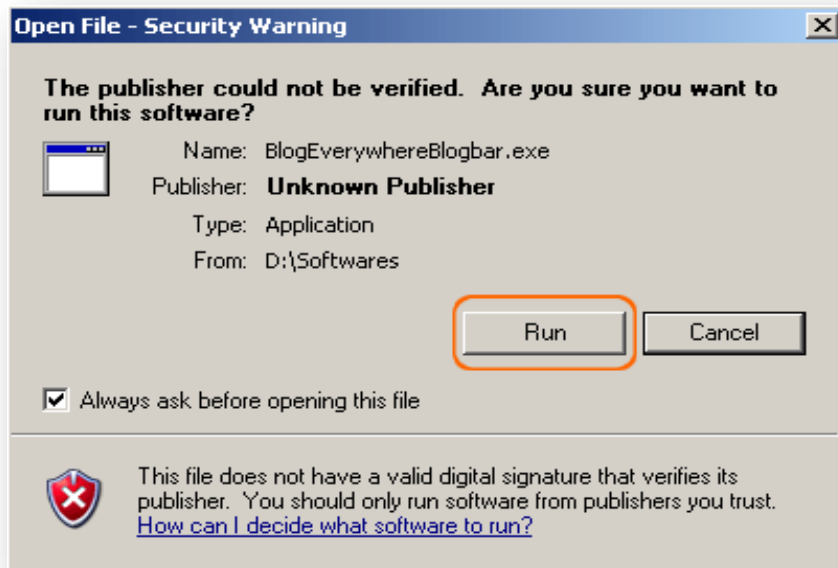 Open File - Security Warning
The publisher could not be verified.  Are you sure you want to
run this software?
Name: BlogEverywhereBlogbar.exe
Publisher: Unknown Publisher
Type: Application
From: D:\Softwares
Run Cancel
Always ask before opening this file
This file does not have a valid digital signature that verifies its
publisher.  You should only run software from publishers you trust.
How can I decide what software to run?